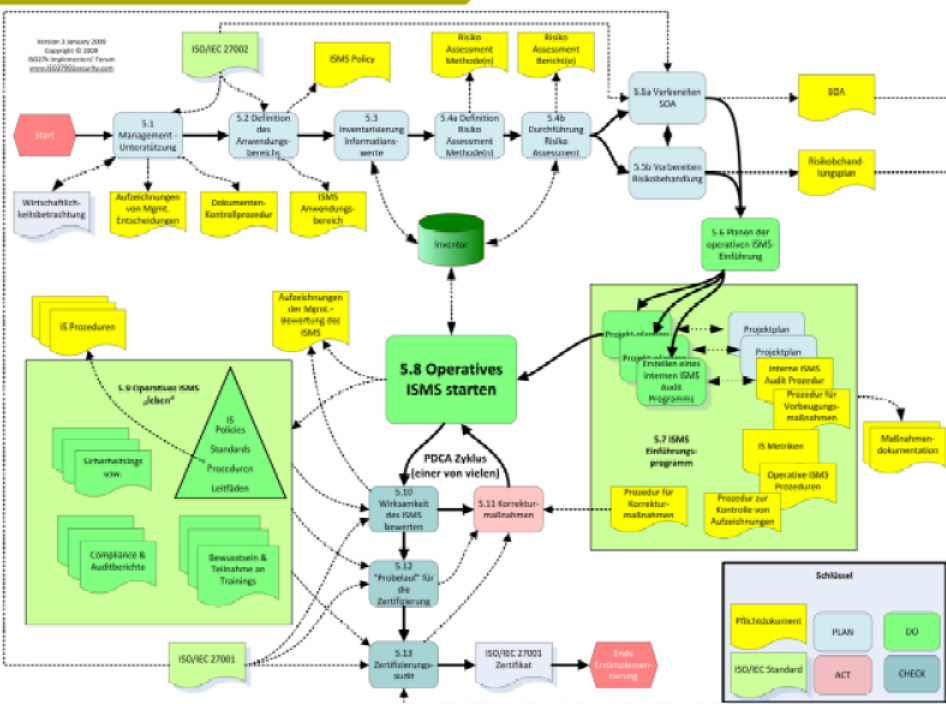 Version 3 January 2009
Copyright © 2009
ISO27k Implementers' Forum
www.ISO27001security.com
ISO/IEC 27002
ISMS Policy
Risiko
Assessment
Methode(n)
Risiko
Assessment
Bericht(e)
Start
5.1
Management -
Unterstützung
5.2 Definition
des
Anwendungs-
bereichs
5.3
Inventarisierung
Informations-
werte
5.4a Definition
Risiko
Assessment
Methode(n)
5.4b
Durchführung
Risiko
Assessment
5.5a Vorbereiten
SOA
SOA
5.5b Vorbereiten
Risikobehandlung
Risikobehand-
lungsplan
Wirtschaftlich-
keitsbetrachtung
Aufzeichnungen
von Mgmt.
Entscheidungen
Dokumenten-
Kontrollprozedur
ISMS
Anwendungs-
bereich
Inventar
5.6 Planen der
operativen ISMS-
Einführung
IS Prozeduren
Aufzeichnungen
der Mgmt.-
Bewertung des
ISMS
5.8 Operatives
ISMS starten
Erstellen eines
internen ISMS
Audit
Programms
Projektplan
Projektplan
Interne ISMS
Audit Prozedur
Prozedur für
Vorbeugungs-
maßnahmen
5.7 ISMS
Einführungs-
programm
IS Metriken
Operative ISMS
Prozeduren
Prozedur für
Korrektur-
maßnahmen
Prozedur zur
Kontrolle von
Aufzeichnungen
Maßnahmen-
dokumentation
5.9 Operatives ISMS
„leben"
IS
Policies
Standards
Prozeduren
Leitfäden
usw.
Compliance &
Auditberichte
Bewusstsein &
Teilnahme an
Trainings
PDCA Zyklus
(einer von vielen)
5.10
Wirksamkeit
des ISMS
bewerten
5.11 Korrektur-
maßnahmen
5.12
"Probelauf" für
die
Zertifizierung
5.13
Zertifizierungs-
audit
ISO/IEC 27001
ISO/IEC 27001
Zertifikat
Ende
Erstimplemen-
tierung
Schlüssel
Pflichtdokument
PLAN
DO
ISO/IEC Standard
ACT
CHECK